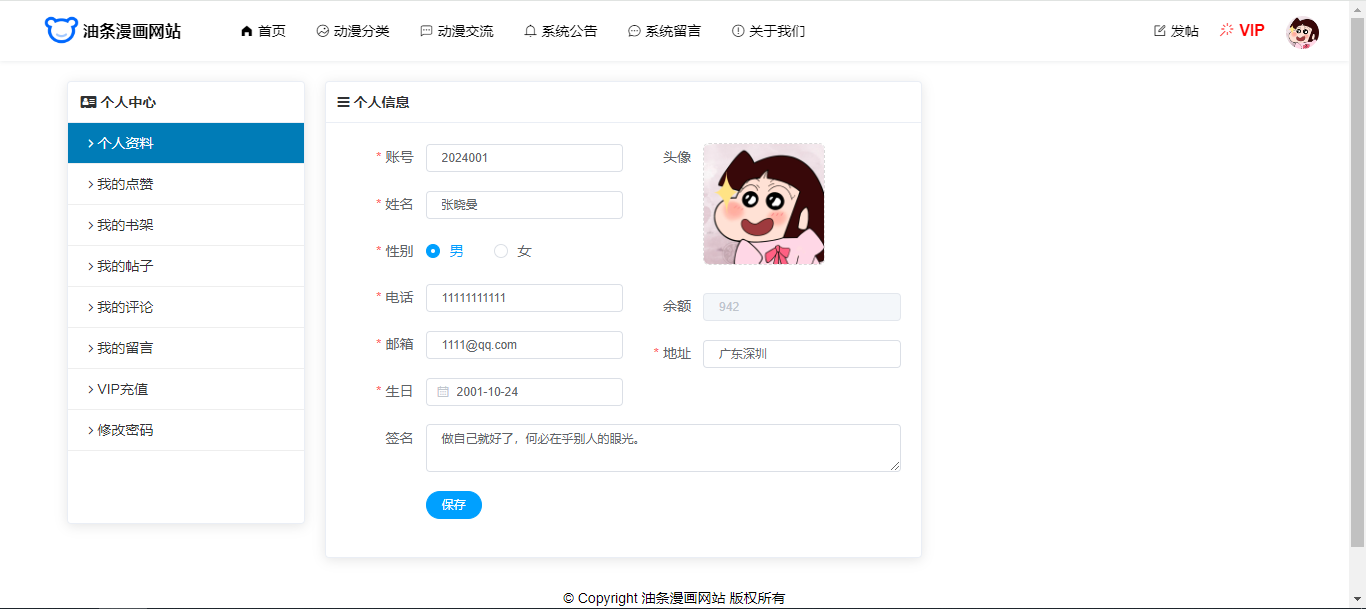 油条漫画网站 首页 动漫分类 动漫交流 系统公告 系统留言 关于我们 发帖 VIP
个人中心
个人资料
我的点赞
我的书架
我的帖子
我的评论
我的留言
VIP充值
修改密码
个人信息
* 账号 2024001
* 姓名 张晓曼
* 性别 男 女
* 电话 11111111111
* 邮箱 1111@qq.com
* 生日 2001-10-24
头像
余额 942
* 地址 广东深圳
签名 做自己就好了，何必在乎别人的眼光。
保存
© Copyright 油条漫画网站 版权所有